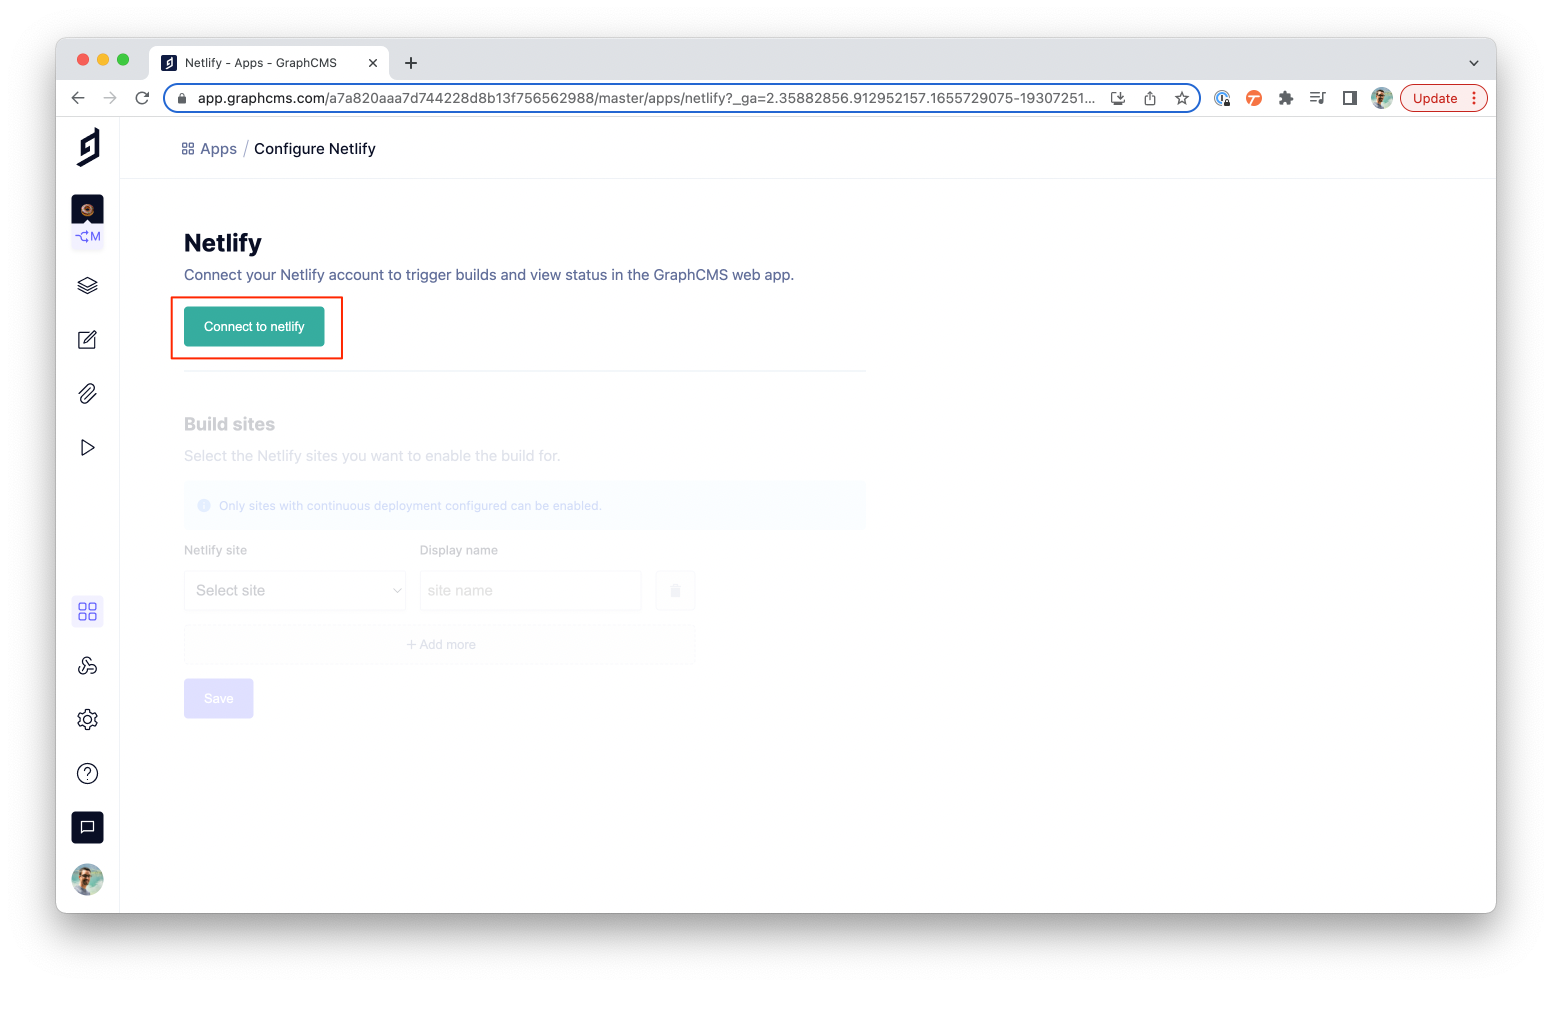 Netlify - Apps - GraphCMS
app.graphcms.com/a7a820aaa7d744228d8b13f756562988/master/apps/netlify?_ga=2.35882856.912952157.1655729075-19307251...
Update
Apps / Configure Netlify
M
Netlify
Connect your Netlify account to trigger builds and view status in the GraphCMS web app.
Connect to netlify
Build sites
Select the Netlify sites you want to enable the build for.
Only sites with continuous deployment configured can be enabled.
Netlify site Display name
Select site site name
+ Add more
Save